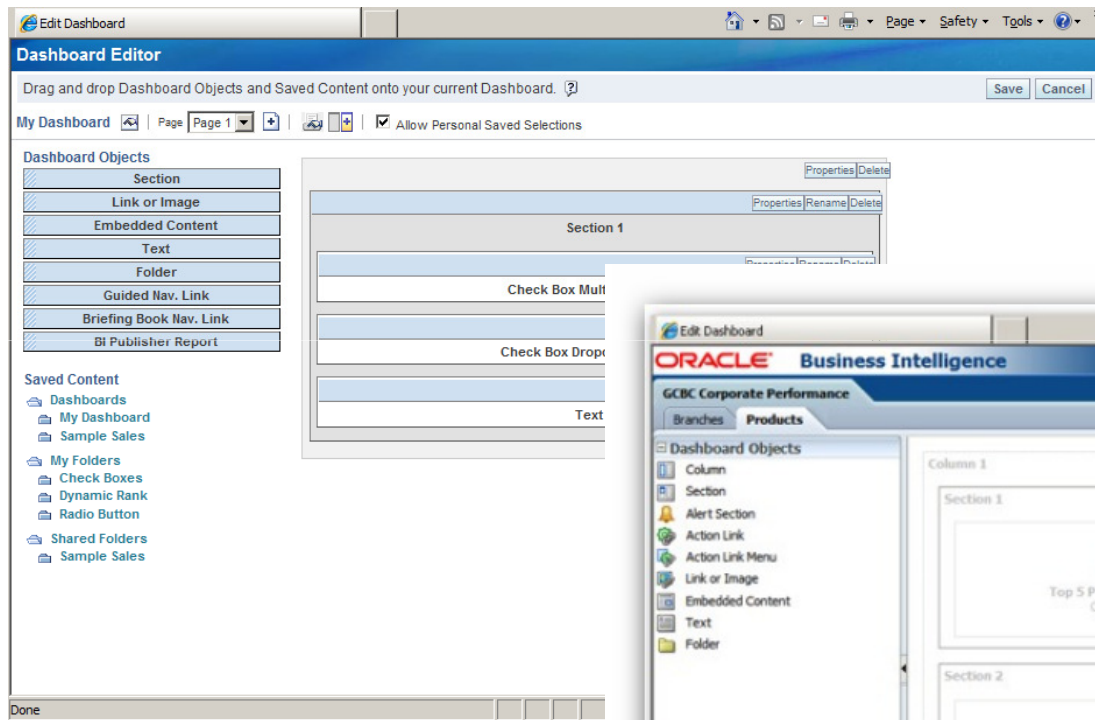 Edit Dashboard
Page Safety Tools
Dashboard Editor
Drag and drop Dashboard Objects and Saved Content onto your current Dashboard. ?
Save Cancel
My Dashboard | Page Page 1 | | Allow Personal Saved Selections
Dashboard Objects
Section
Link or Image
Embedded Content
Text
Folder
Guided Nav. Link
Briefing Book Nav. Link
BI Publisher Report
Saved Content
Dashboards
My Dashboard
Sample Sales
My Folders
Check Boxes
Dynamic Rank
Radio Button
Shared Folders
Sample Sales
Properties Delete
Properties Rename Delete
Section 1
Properties Rename Delete
Check Box Mult
Check Box Dropd
Text
Done
Edit Dashboard
ORACLE Business Intelligence
GCBC Corporate Performance
Branches Products
Dashboard Objects
Column
Section
Alert Section
Action Link
Action Link Menu
Link or Image
Embedded Content
Text
Folder
Column 1
Section 1
Top 5 P
Section 2